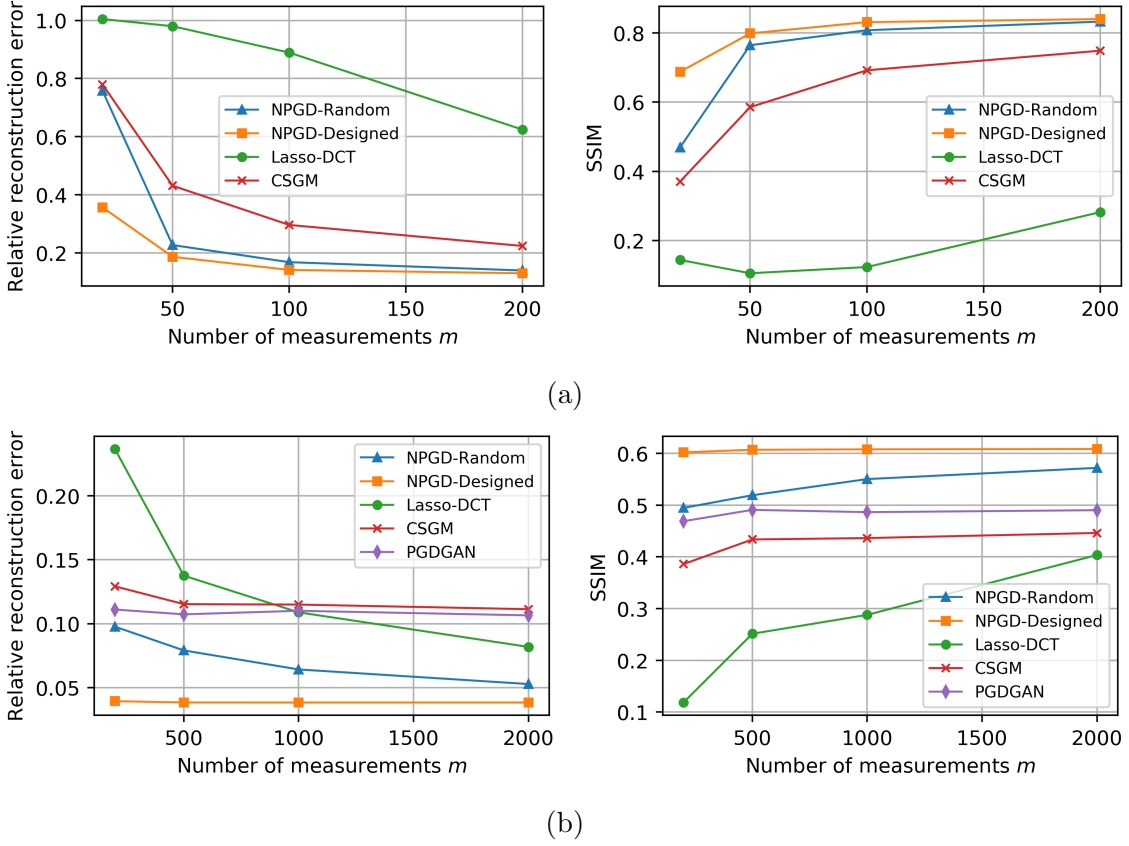 Relative reconstruction error
1.0
0.8
0.6
0.4
0.2
50
100
150
200
Number of measurements m
NPGD-Random
NPGD-Designed
Lasso-DCT
CSGM
SSIM
0.8
0.6
0.4
0.2
50
100
150
200
Number of measurements m
NPGD-Random
NPGD-Designed
Lasso-DCT
CSGM
(a)
Relative reconstruction error
0.20
0.15
0.10
0.05
500
1000
1500
2000
Number of measurements m
NPGD-Random
NPGD-Designed
Lasso-DCT
CSGM
PGDGAN
SSIM
0.6
0.5
0.4
0.3
0.2
0.1
500
1000
1500
2000
Number of measurements m
NPGD-Random
NPGD-Designed
Lasso-DCT
CSGM
PGDGAN
(b)